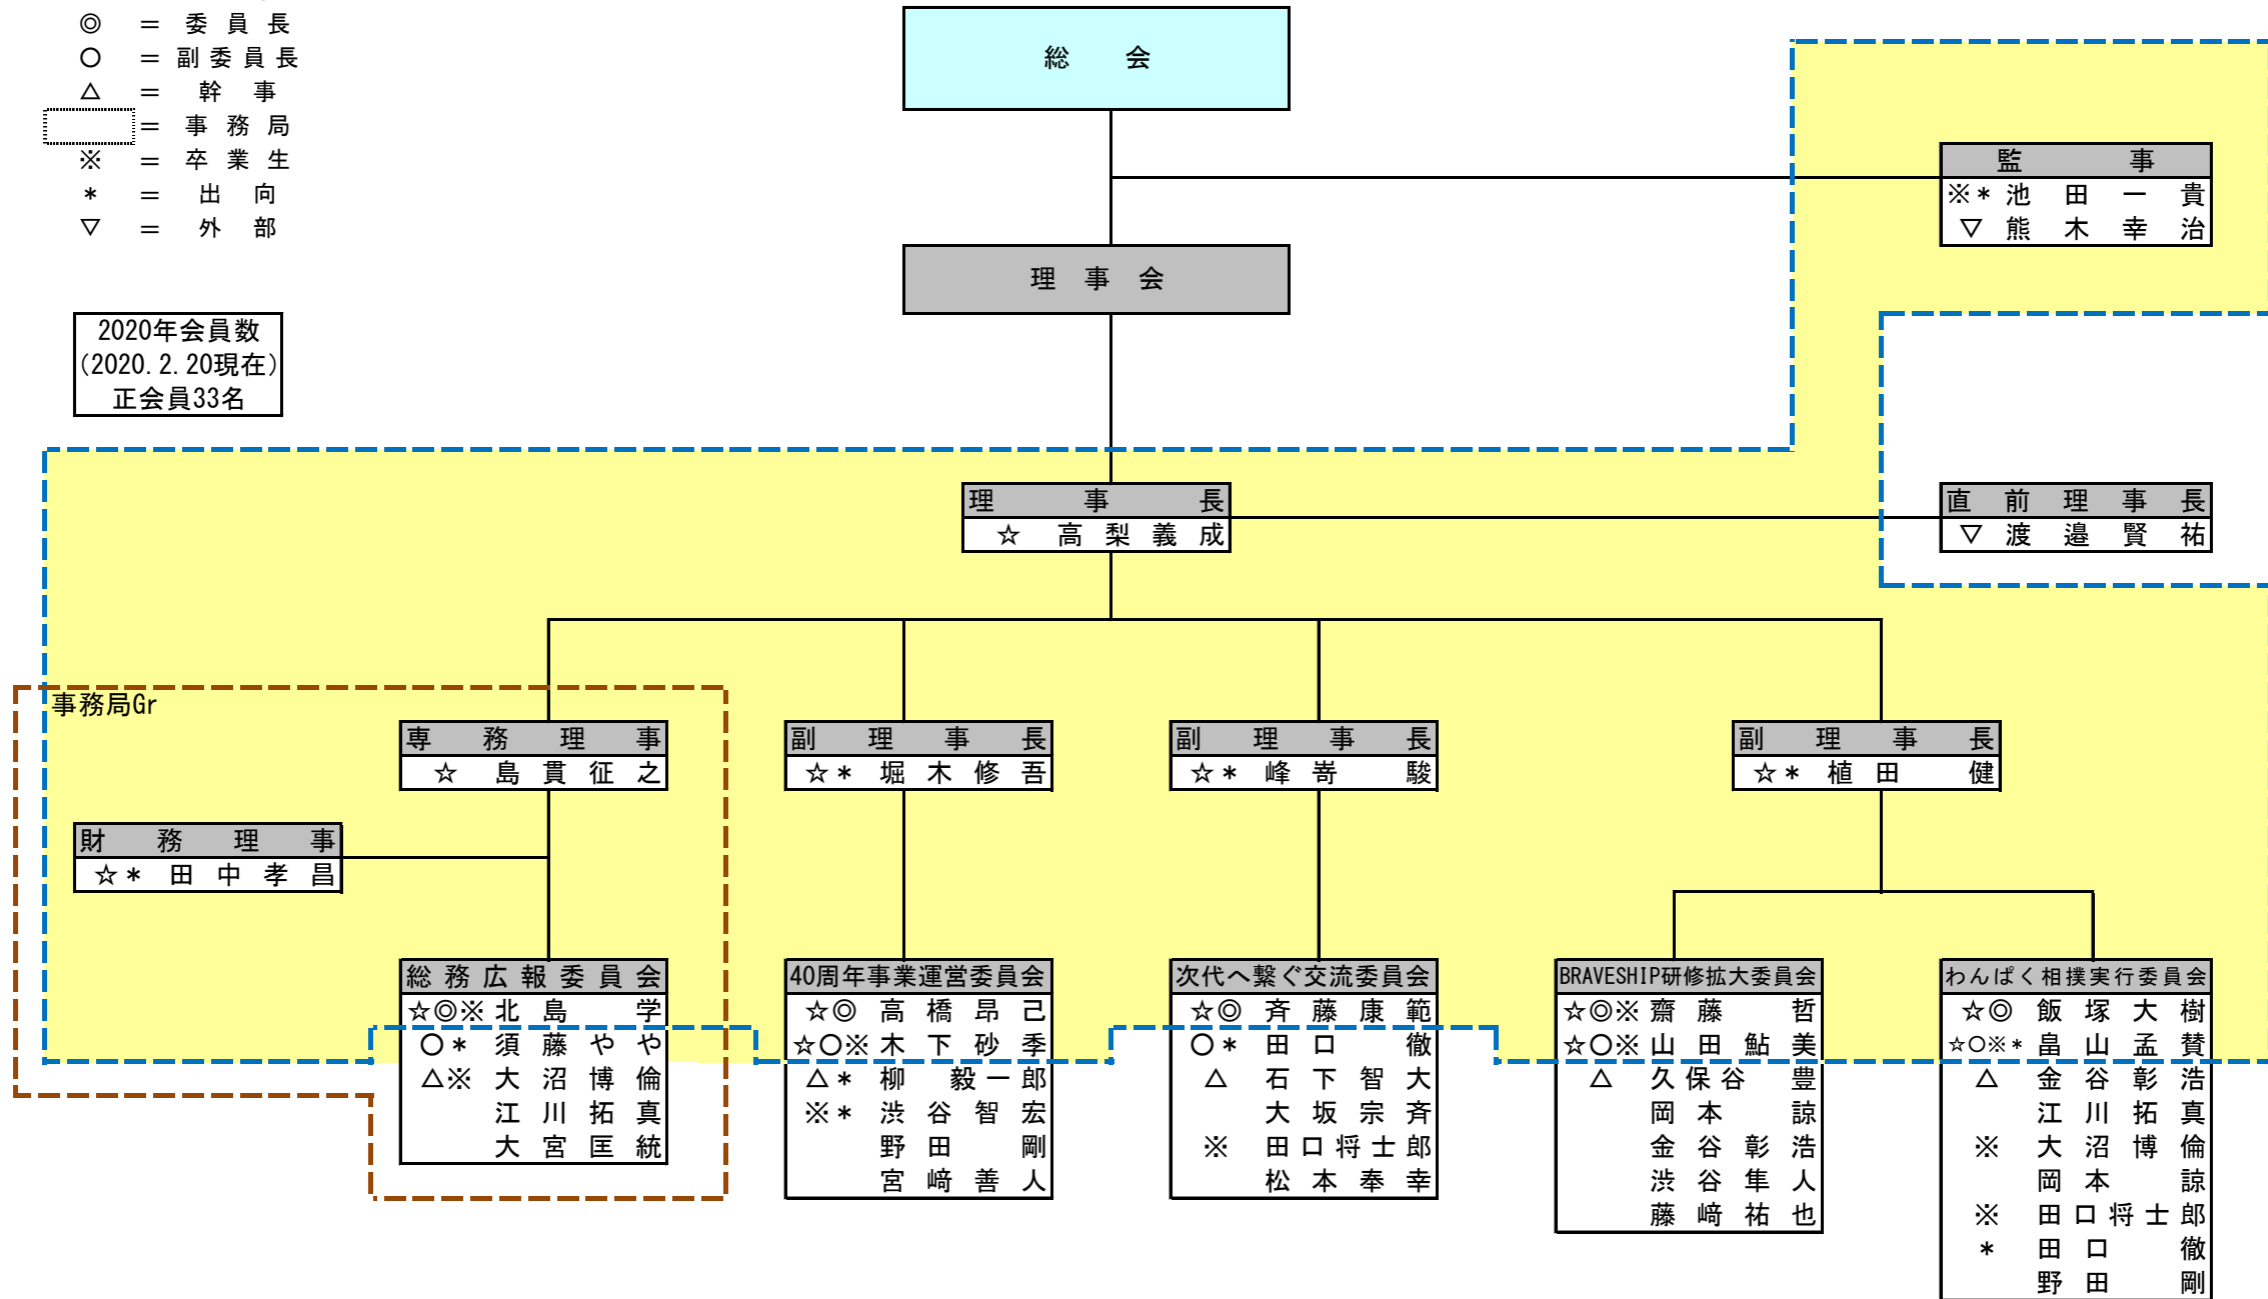 ◎ = 委員長
○ = 副委員長
△ = 幹事
= 事務局
※ = 卒業生
* = 出向
▽ = 外部
総会
監事
※* 池田一貴
▽ 熊木幸治
理事会
2020年会員数
(2020.2.20現在)
正会員33名
理事長
☆ 高梨義成
直前理事長
▽ 渡邉賢祐
事務局Gr
専務理事
☆ 島貫征之
副理事長
☆* 堀木修吾
副理事長
☆* 峰嵜駿
副理事長
☆* 植田健
財務理事
☆* 田中孝昌
総務広報委員会
☆◎※ 北島学
○* 須藤やや
△※ 大沼博倫
江川拓真
大宮匡統
40周年事業運営委員会
☆◎ 高橋昂己
☆○※ 木下砂季
△* 柳毅一郎
※* 渋谷智宏
野田剛
宮﨑善人
次代へ繋ぐ交流委員会
☆◎ 斉藤康範
○* 田口徹
△ 石下智大
大坂宗斉
※ 田口将士郎
松本奉幸
BRAVESHIP研修拡大委員会
☆◎※ 齋藤哲
☆○※ 山田鮎美
△ 久保谷豊
岡本諒
金谷彰浩
渋谷隼人
藤﨑祐也
わんぱく相撲実行委員会
☆◎ 飯塚大樹
☆○※* 畠山孟賛
△ 金谷彰浩
江川拓真
※ 大沼博倫
岡本諒
※ 田口将士郎
* 田口徹
野田剛